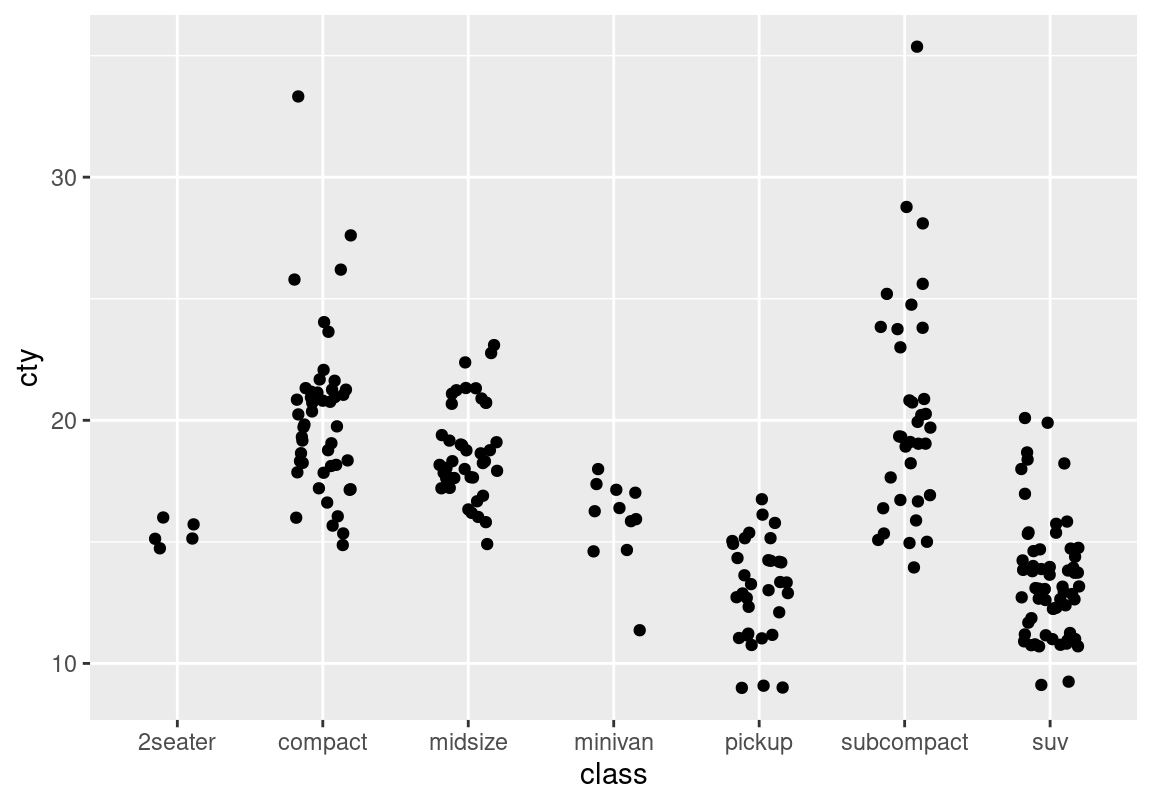 cty
30
20
10
2seater compact midsize minivan pickup subcompact suv
class